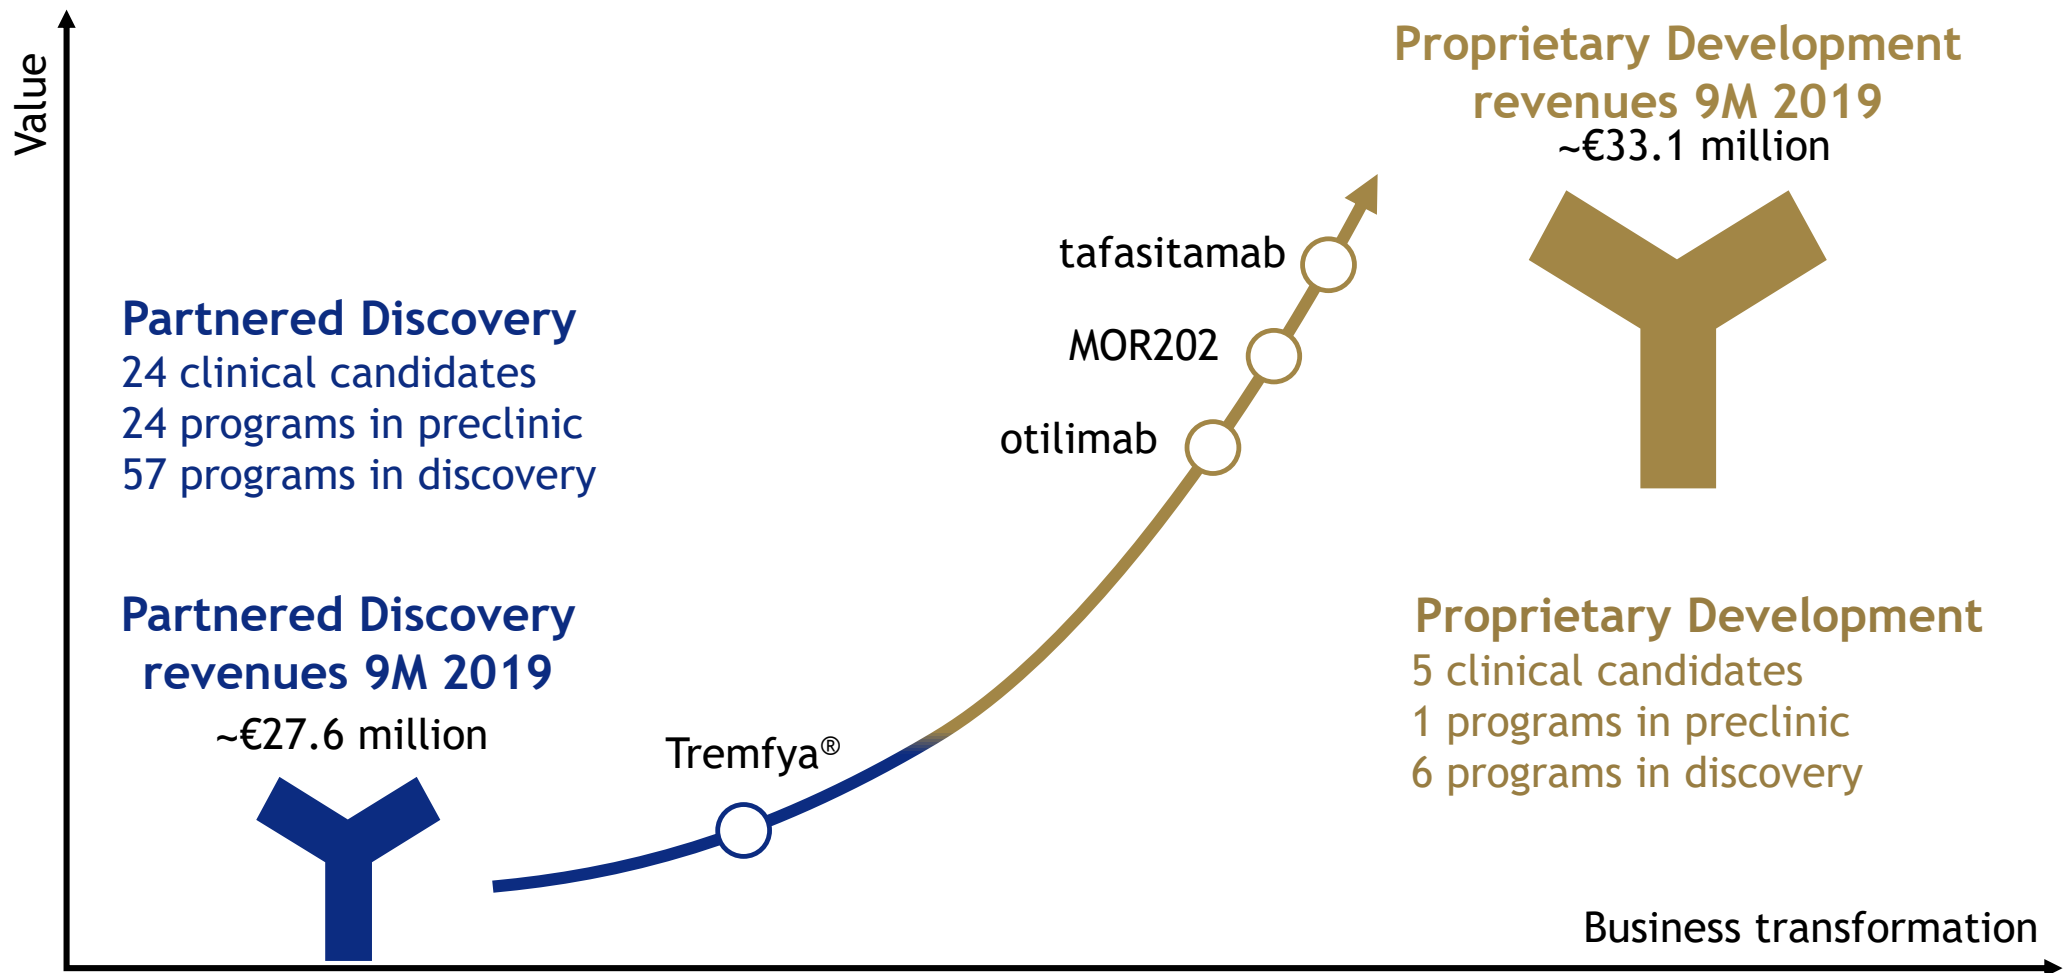 Value
Proprietary Development
revenues 9M 2019
~€33.1 million
tafasitamab
MOR202
otilimab
Partnered Discovery
24 clinical candidates
24 programs in preclinic
57 programs in discovery
Partnered Discovery
revenues 9M 2019
~€27.6 million
Tremfya®
Proprietary Development
5 clinical candidates
1 programs in preclinic
6 programs in discovery
Business transformation